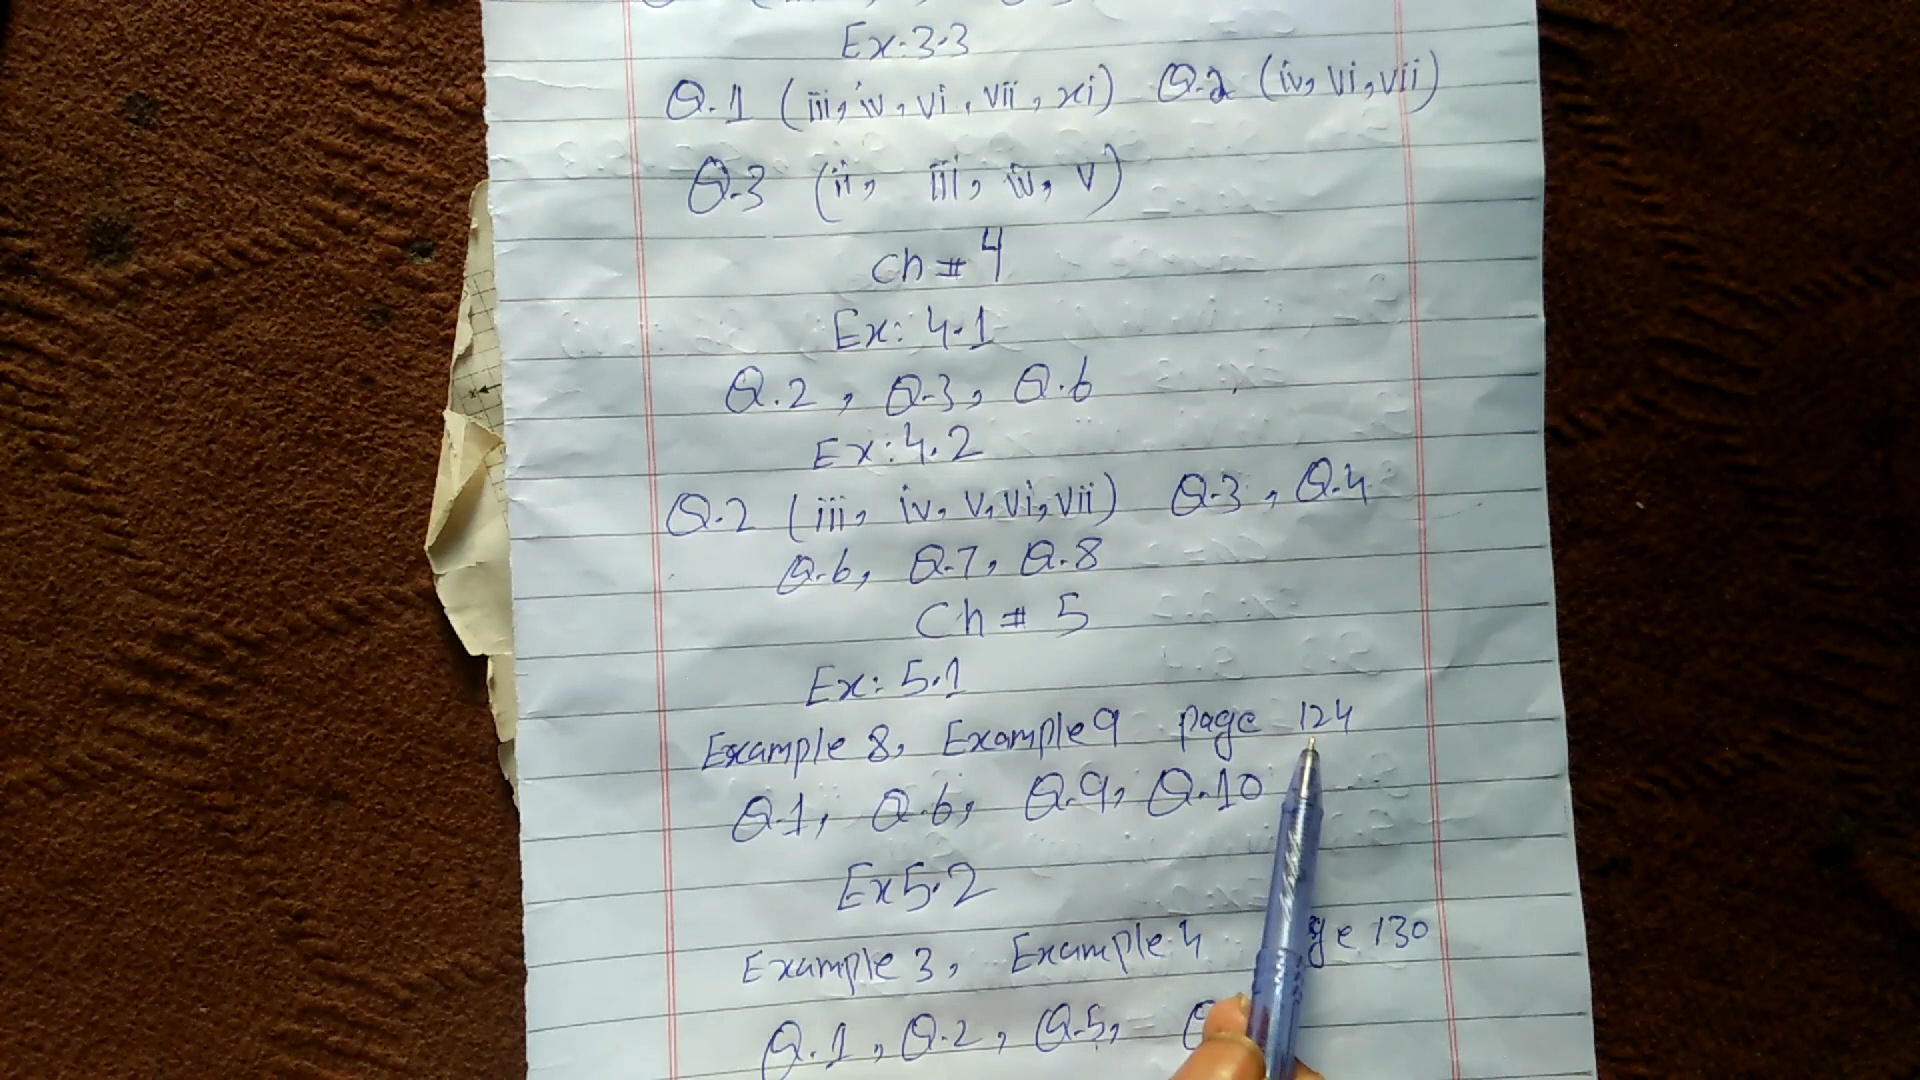 Ex.3.3
Q.1 (iii, iv, vi, vii, xi) Q.2 (iv, vi, vii)
Q.3 (ii, iii, iv, v)
Ch # 4
Ex: 4.1
Q.2, Q.3, Q.6
Ex: 4.2
Q.2 (iii, iv, v, vi, vii) Q.3, Q.4
Q.6, Q.7, Q.8
Ch # 5
Ex: 5.1
Example 8, Example 9 page 124
Q.1, Q.6, Q.9, Q.10
Ex 5.2
Example 3, Example 4 ge 130
Q.1, Q.2, Q.5,